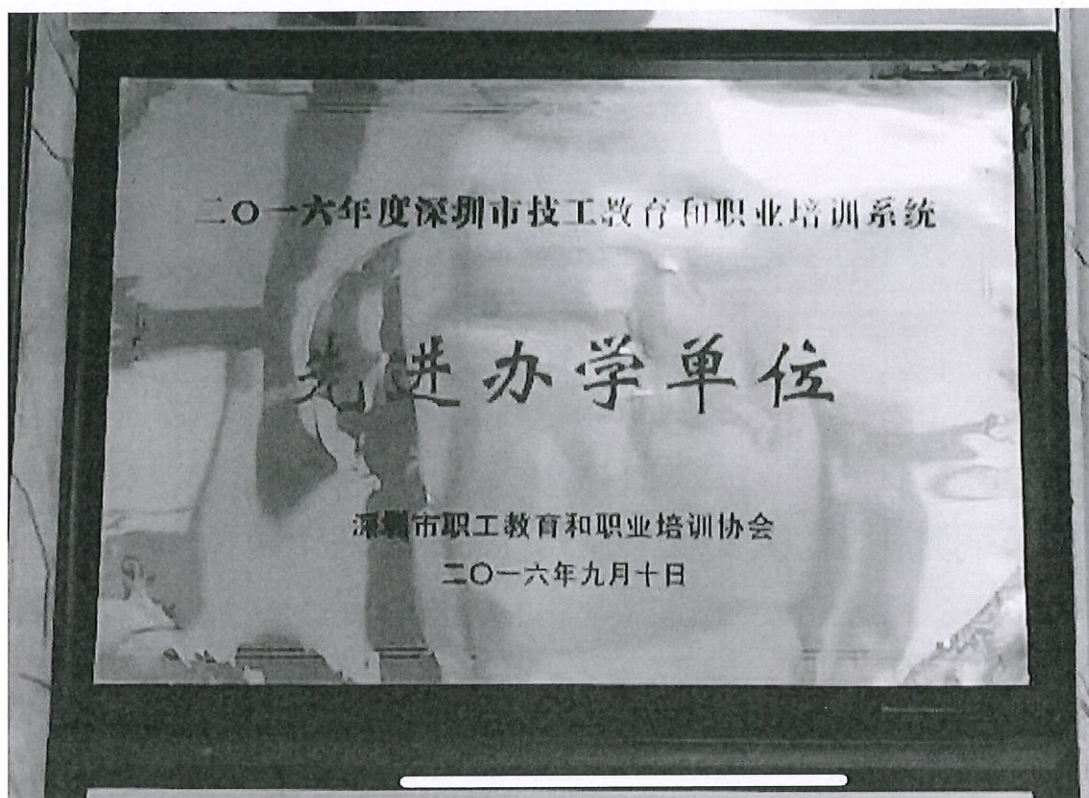 二〇一六年度深圳市技工教育和职业培训系统
先进办学单位
深圳市职工教育和职业培训协会
二〇一六年九月十日